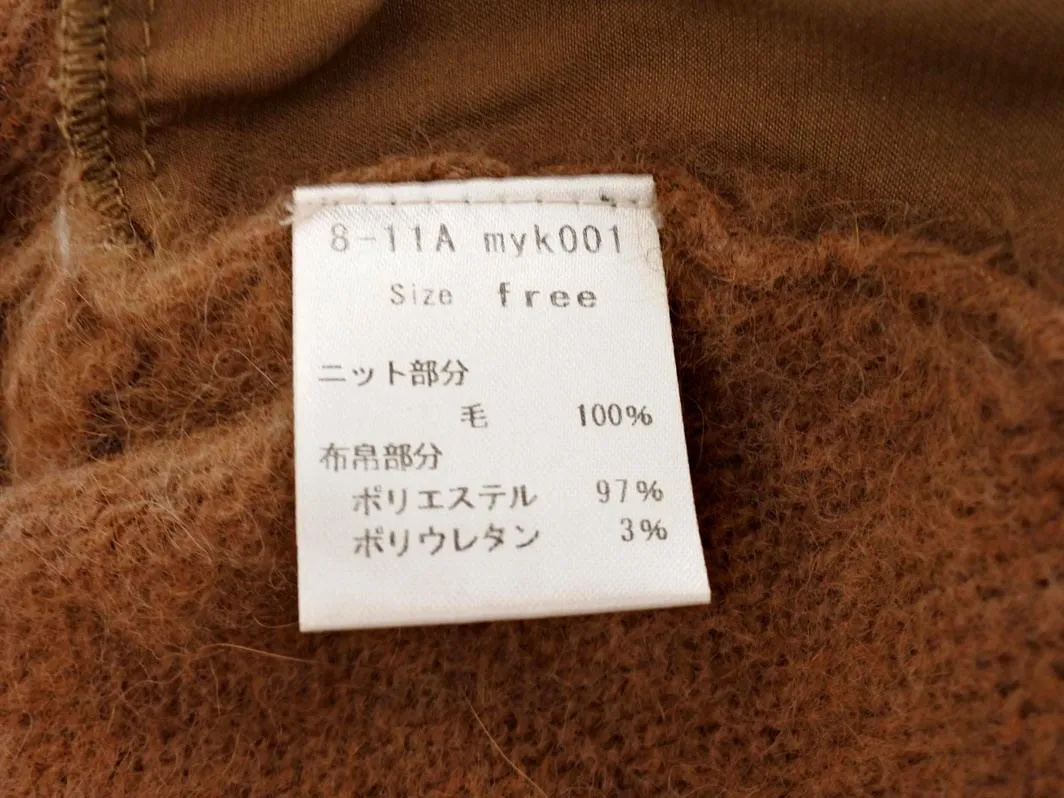 8-11A myk001
Size free
ニット部分
毛 100%
布帛部分
ポリエステル 97%
ポリウレタン 3%